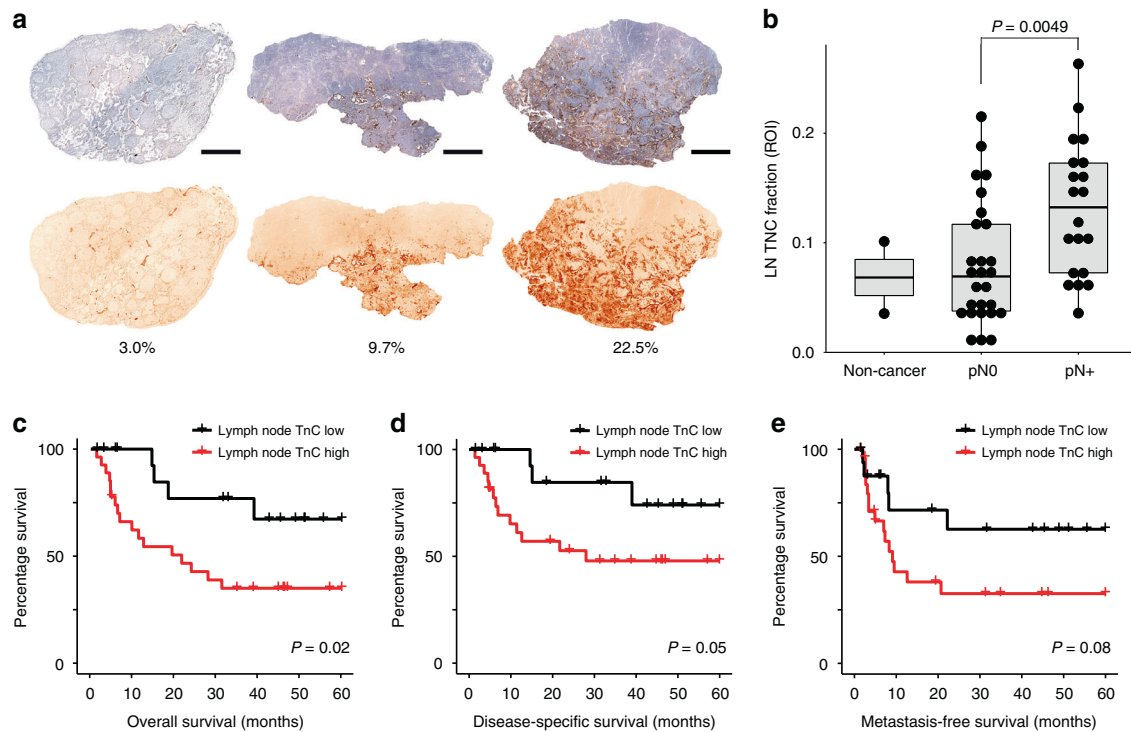 a
3.0%
9.7%
22.5%
b
P = 0.0049
LN TNC fraction (ROI)
0.2
0.1
0.0
Non-cancer
pN0
pN+
c
Lymph node TnC low
Lymph node TnC high
Percentage survival
100
50
0
P = 0.02
0 10 20 30 40 50 60
Overall survival (months)
d
Lymph node TnC low
Lymph node TnC high
Percentage survival
100
50
0
P = 0.05
0 10 20 30 40 50 60
Disease-specific survival (months)
e
Lymph node TnC low
Lymph node TnC high
Percentage survival
100
50
0
P = 0.08
0 10 20 30 40 50 60
Metastasis-free survival (months)